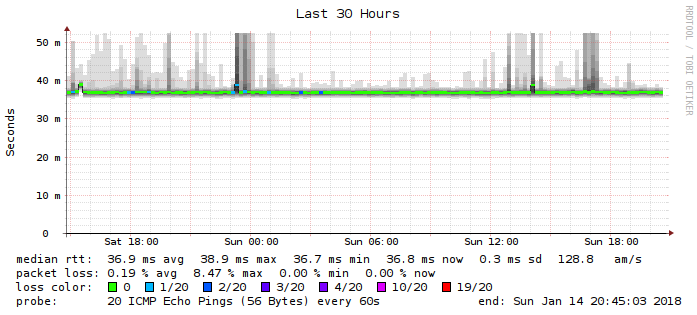 Last 30 Hours
RRDTOOL / TOBI OETIKER
Seconds
50 m
40 m
30 m
20 m
10 m
0
Sat 18:00 Sun 00:00 Sun 06:00 Sun 12:00 Sun 18:00
median rtt: 36.9 ms avg 38.9 ms max 36.7 ms min 36.8 ms now 0.3 ms sd 128.8 am/s
packet loss: 0.19 % avg 8.47 % max 0.00 % min 0.00 % now
loss color: 0 1/20 2/20 3/20 4/20 10/20 19/20
probe: 20 ICMP Echo Pings (56 Bytes) every 60s end: Sun Jan 14 20:45:03 2018